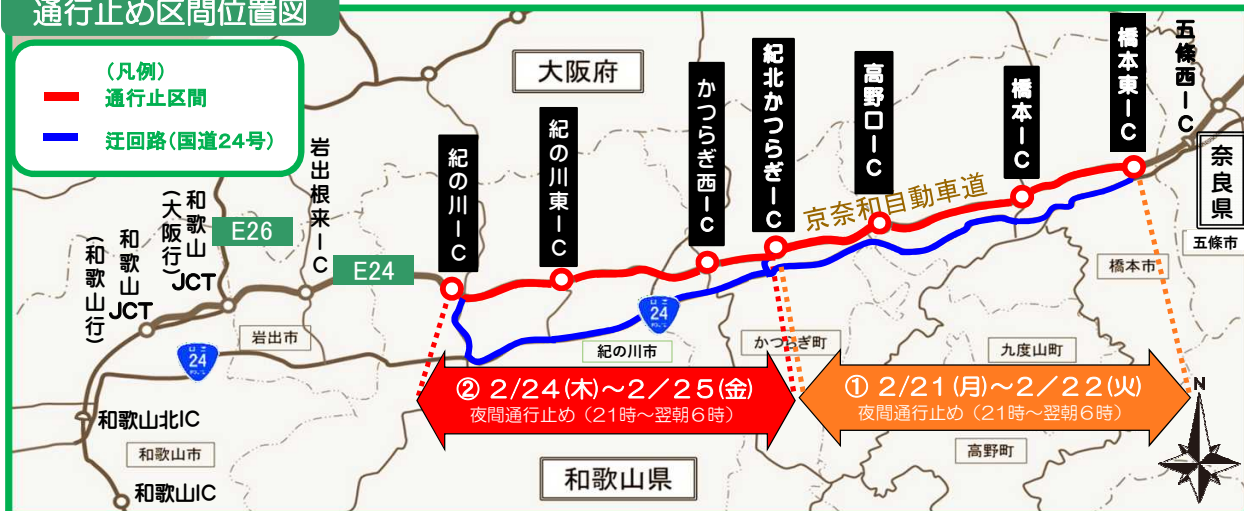 通行止め区間位置図
(凡例)
通行止区間
迂回路(国道24号)
大阪府
紀の川IC
紀の川東IC
かつらぎ西IC
紀北かつらぎIC
高野口IC
橋本IC
橋本東IC
五條西IC
奈良県
五條市
橋本市
京奈和自動車道
岩出根来IC
和歌山JCT
(大阪行)
和歌山JCT
(和歌山行)
E26
E24
24
24
岩出市
紀の川市
かつらぎ町
九度山町
高野町
② 2/24(木)～2/25(金)
夜間通行止め(21時～翌朝6時)
① 2/21(月)～2/22(火)
夜間通行止め(21時～翌朝6時)
N
和歌山北IC
和歌山市
和歌山IC
和歌山県